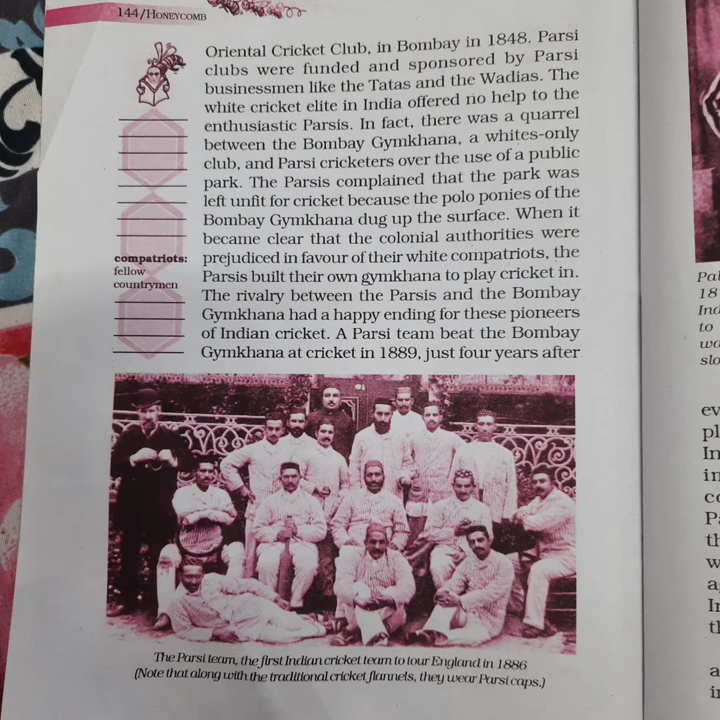 144/HONEYCOMB
Oriental Cricket Club, in Bombay in 1848. Parsi
clubs were funded and sponsored by Parsi
businessmen like the Tatas and the Wadias. The
white cricket elite in India offered no help to the
enthusiastic Parsis. In fact, there was a quarrel
between the Bombay Gymkhana, a whites-only
club, and Parsi cricketers over the use of a public
park. The Parsis complained that the park was
left unfit for cricket because the polo ponies of the
Bombay Gymkhana dug up the surface. When it
became clear that the colonial authorities were
prejudiced in favour of their white compatriots, the
Parsis built their own gymkhana to play cricket in.
The rivalry between the Parsis and the Bombay
Gymkhana had a happy ending for these pioneers
of Indian cricket. A Parsi team beat the Bombay
Gymkhana at cricket in 1889, just four years after
compatriots:
fellow
countrymen
The Parsi team, the first Indian cricket team to tour England in 1886
(Note that along with the traditional cricket flannels, they wear Parsi caps.)
to